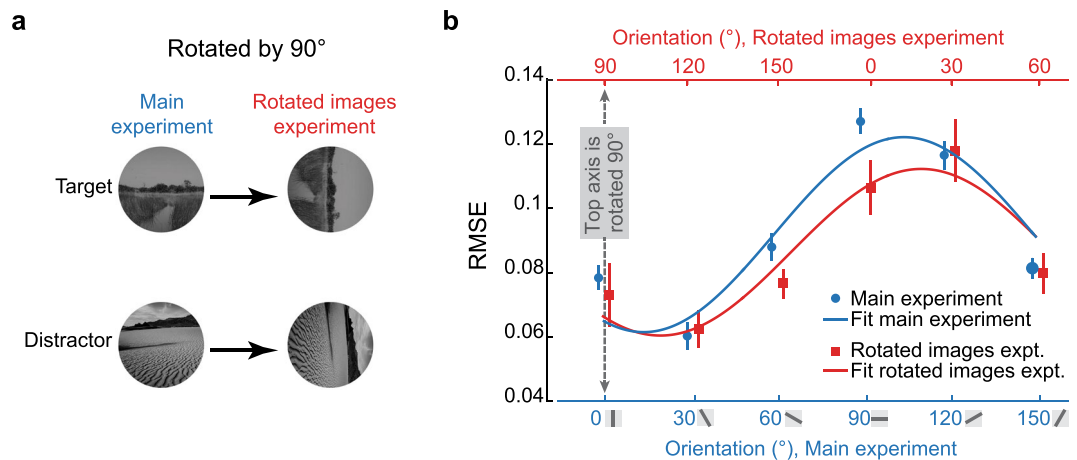 a
Rotated by 90°
Main
experiment
Rotated images
experiment
Target
Distractor
b
Orientation (°), Rotated images experiment
90 120 150 0 30 60
0.14
0.12
0.1
0.08
0.06
0.04
RMSE
Top axis is
rotated 90°
Main experiment
Fit main experiment
Rotated images expt.
Fit rotated images expt.
0 30 60 90 120 150
Orientation (°), Main experiment